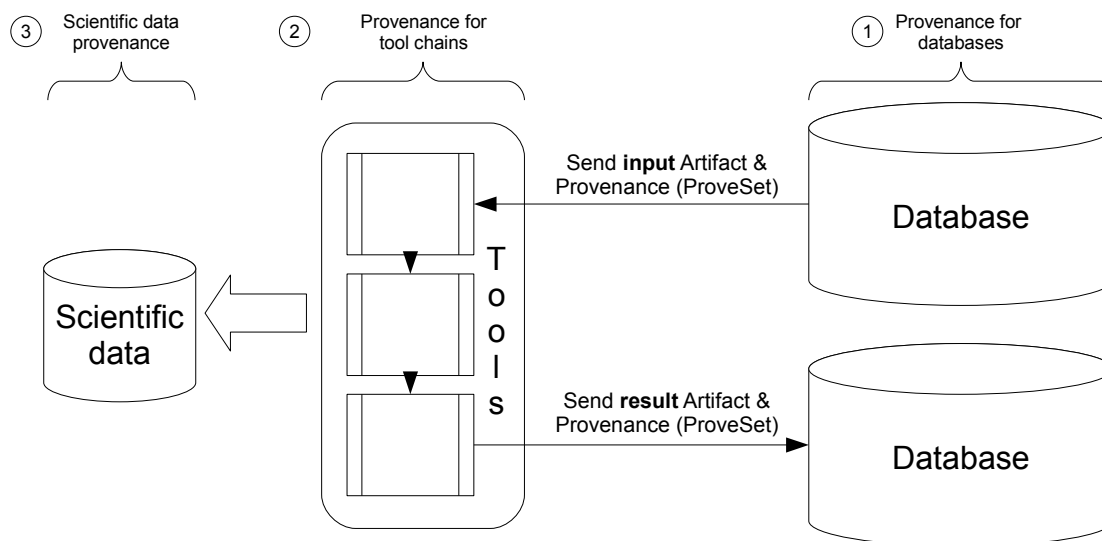 3
Scientific data
provenance
2
Provenance for
tool chains
1
Provenance for
databases
Send input Artifact &
Provenance (ProveSet)
Database
Tools
Scientific
data
Send result Artifact &
Provenance (ProveSet)
Database